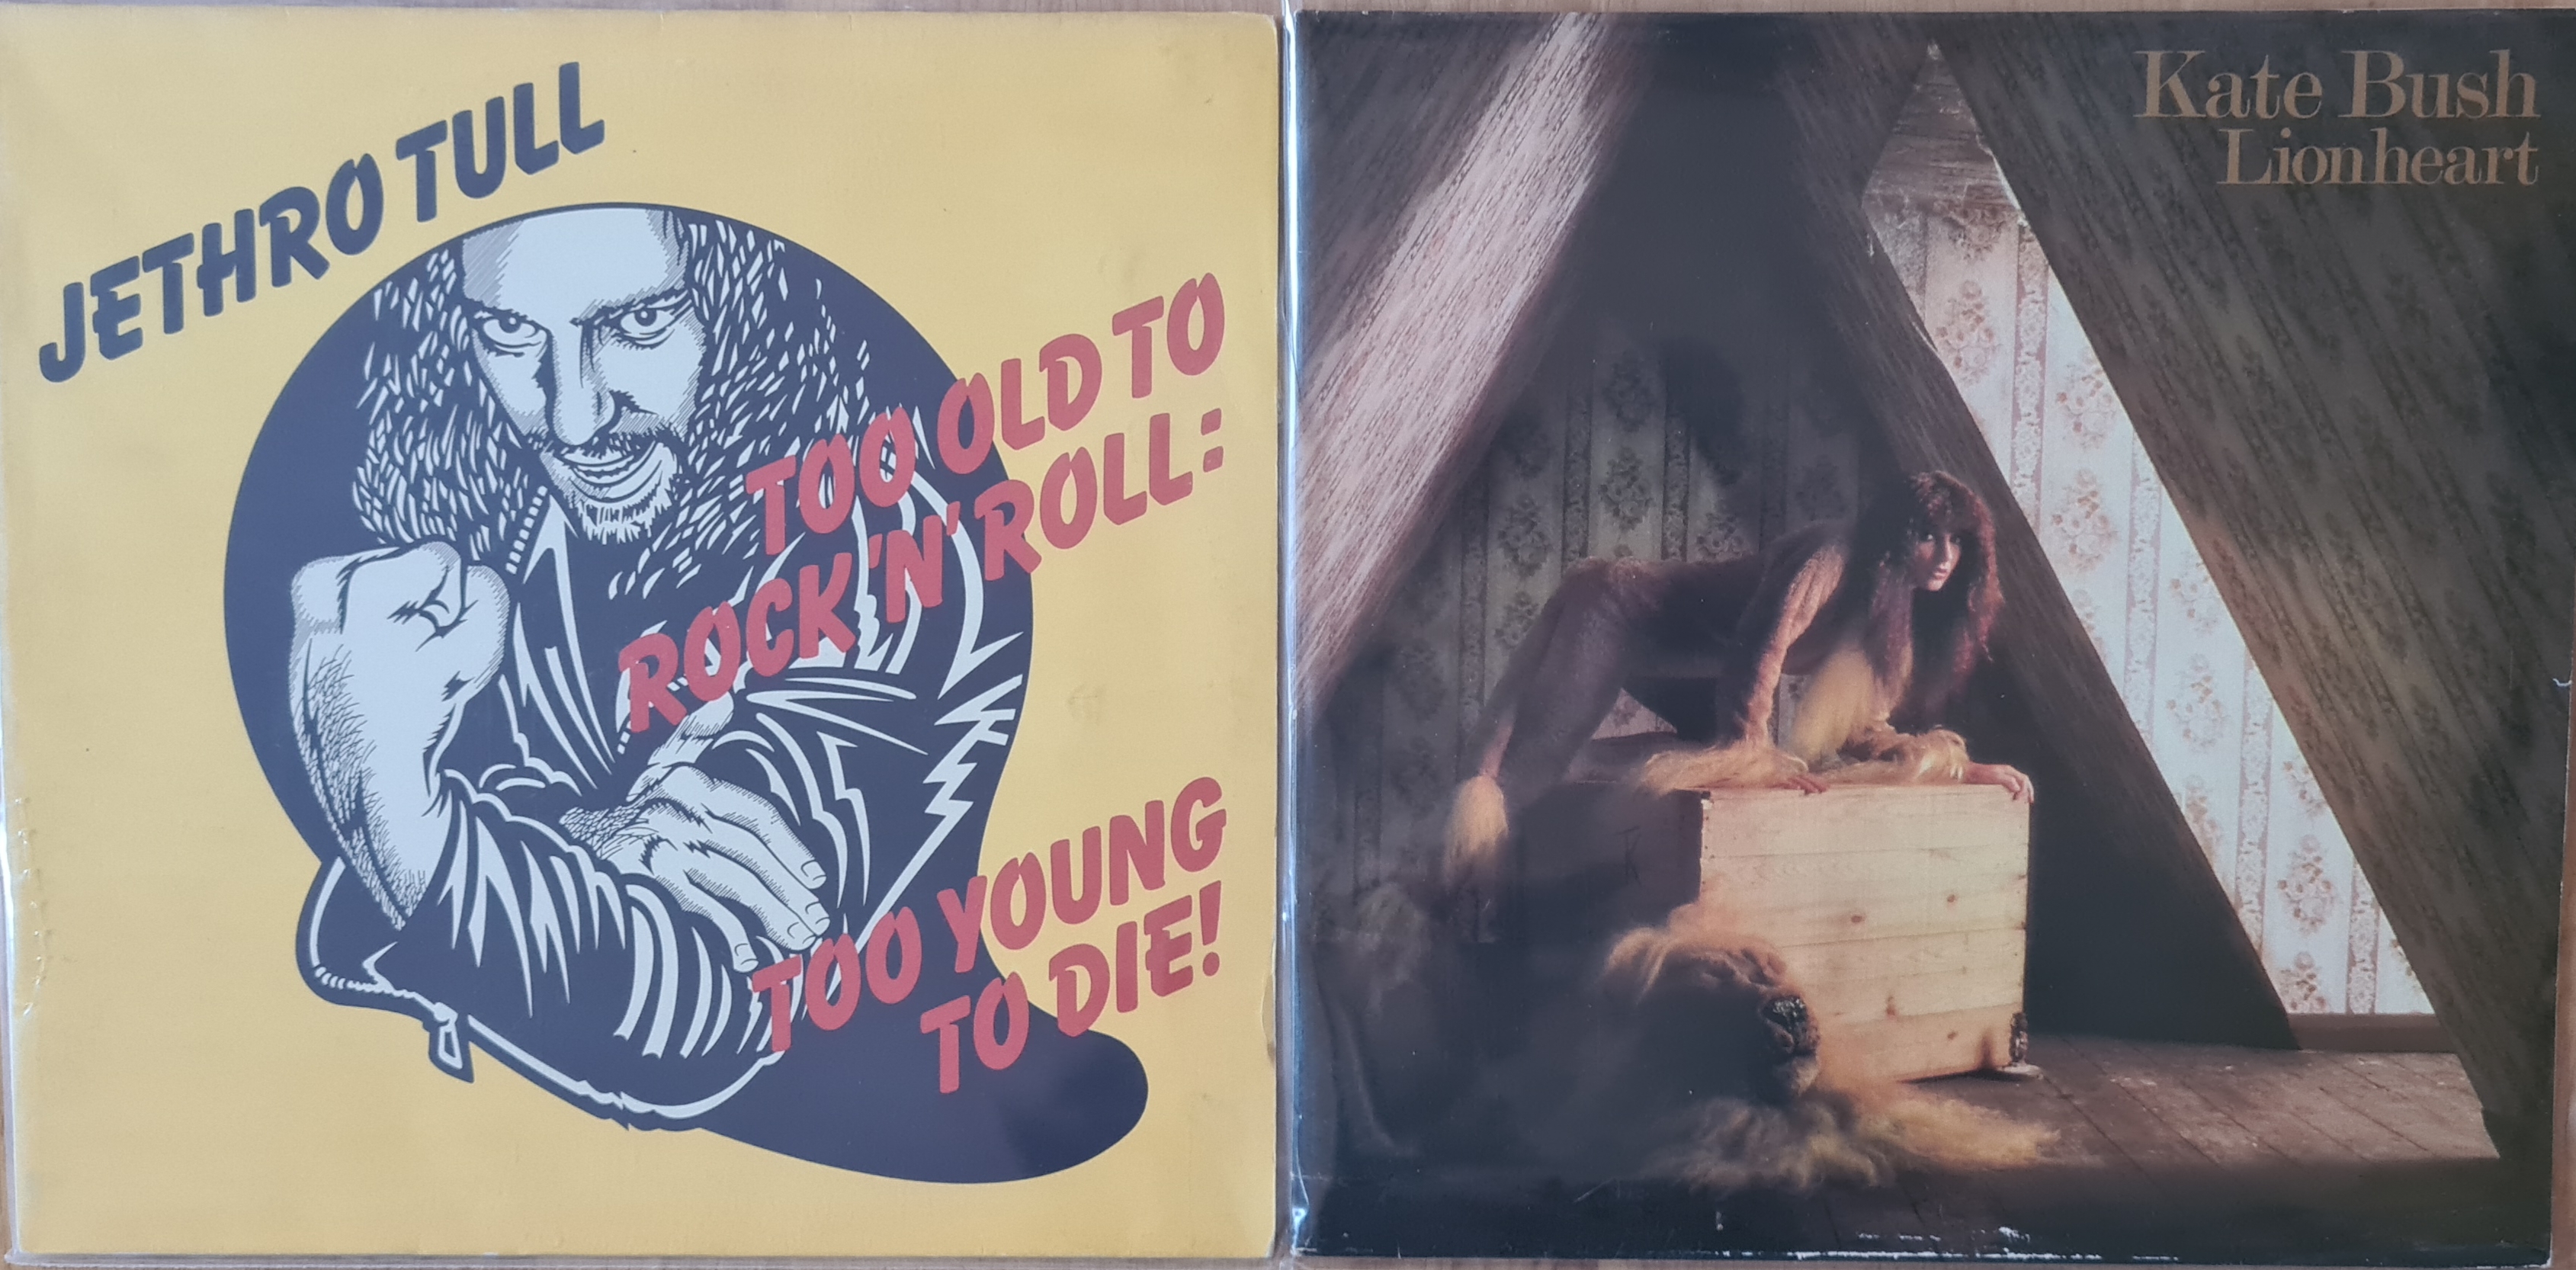 JETHRO TULL
TOO OLD TO
ROCK 'N' ROLL:
TOO YOUNG
TO DIE!
Kate Bush
Lionheart